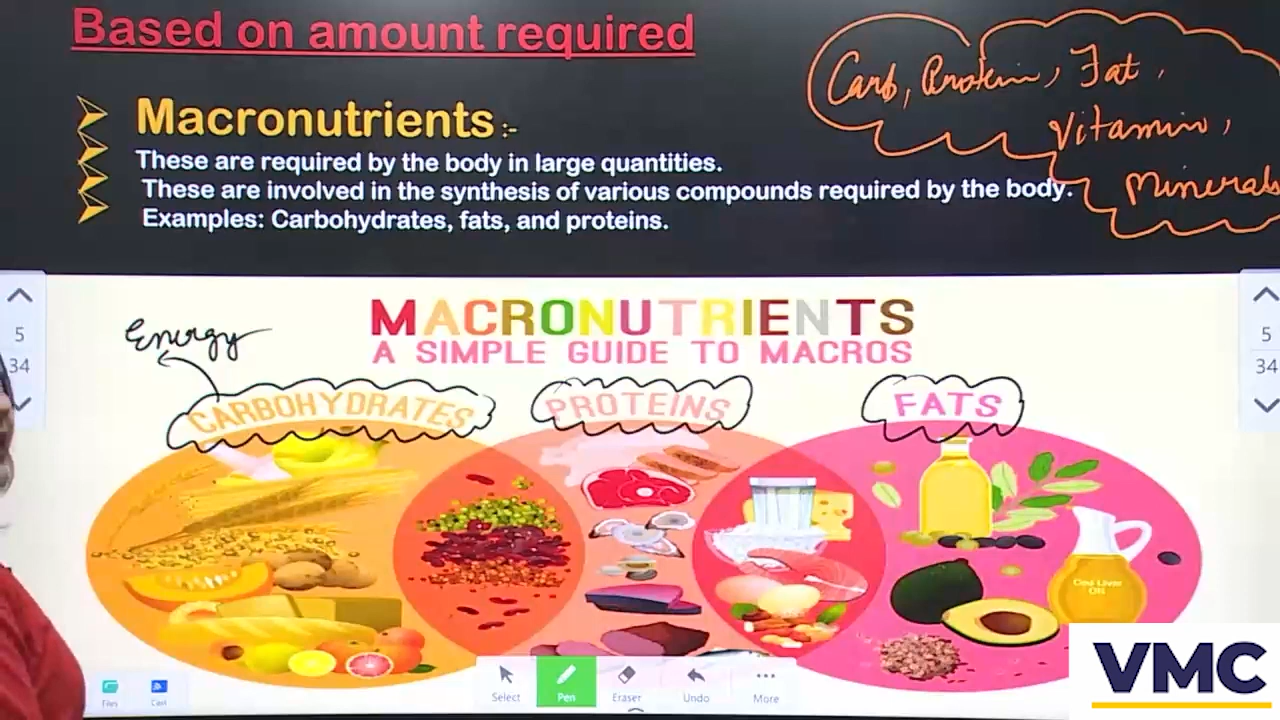 Based on amount required
Carb, Protein, Fat,
Vitamins,
Minerals
Macronutrients :-
These are required by the body in large quantities.
These are involved in the synthesis of various compounds required by the body.
Examples: Carbohydrates, fats, and proteins.
5
34
5
34
Energy
MACRONUTRIENTS
A SIMPLE GUIDE TO MACROS
CARBOHYDRATES
PROTEINS
FATS
Cod Liver
Oil
Files
Select
Pen
Eraser
Undo
More
VMC